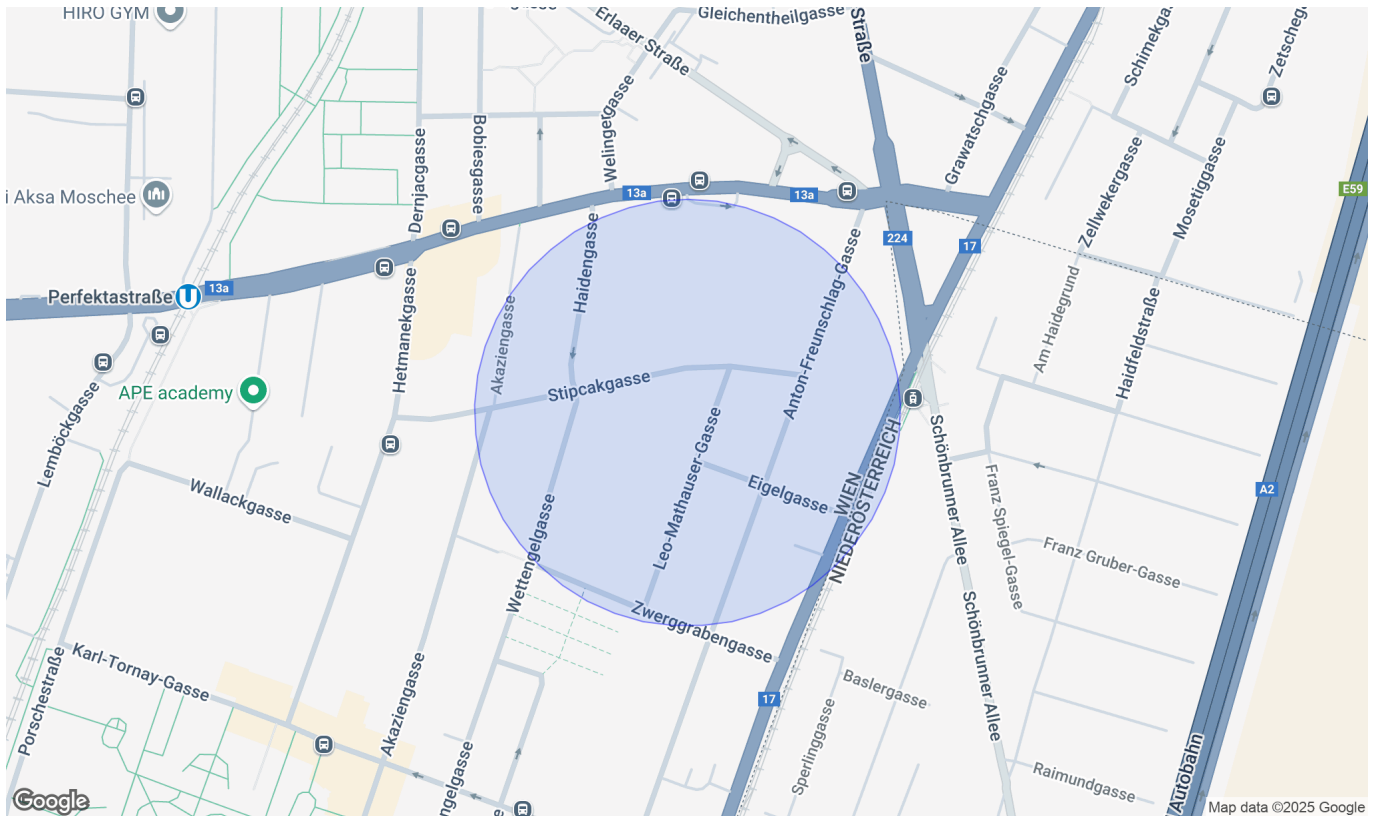 HIRO GYM
Erlaer Straße
Gleichentheilgasse
Straße
Schimekgasse
Zetschegasse
Grawatschgasse
Welingergasse
Bobiesgasse
Dernjacgasse
i Aksa Moschee
13a
13a
E59
Zellwekergasse
Mosetiggasse
224
17
Perfektastraße
13a
Haidengasse
Anton-Freunschlag-Gasse
Hetmanekgasse
Akaziengasse
Am Haidegrund
Haidfeldstraße
APE academy
Stipcakgasse
Lemböckgasse
Leo-Mathauser-Gasse
Schönbrunner Allee
Wallackgasse
Eigelgasse
WIEN
NIEDERÖSTERREICH
A2
Franz Spiegel-Gasse
Wettengelgasse
Franz Gruber-Gasse
Zwerggrabengasse
Schönbrunner Allee
Karl-Tornay-Gasse
Porschestraße
Akaziengasse
17
Baslergasse
Sperlinggasse
engelgasse
Raimundgasse
Autobahn
Google
Map data ©2025 Google